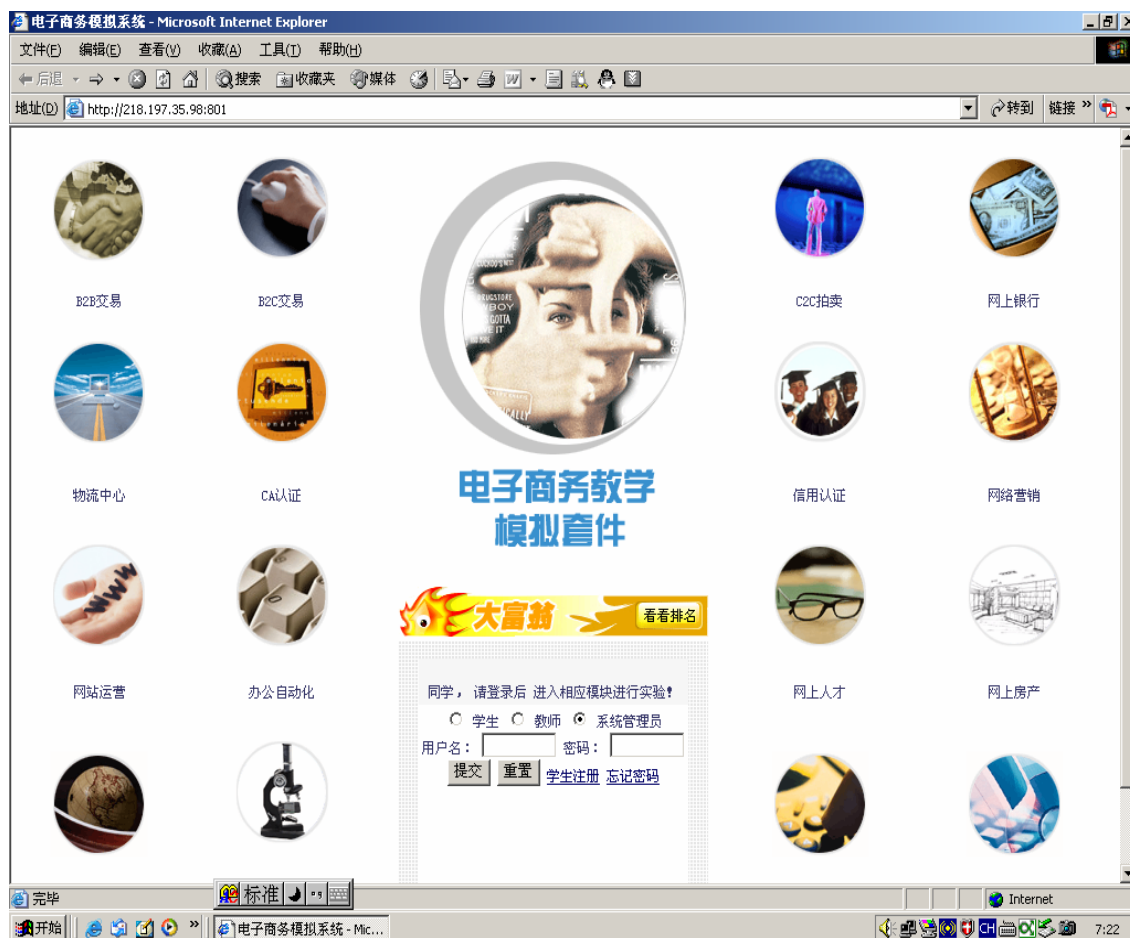 电子商务模拟系统 - Microsoft Internet Explorer
文件(F) 编辑(E) 查看(V) 收藏(A) 工具(T) 帮助(H)
后退 搜索 收藏夹 媒体
地址(D) http://218.197.35.98:801 转到 链接 »
B2B交易 B2C交易 C2C拍卖 网上银行
物流中心 CA认证 信用认证 网络营销
电子商务教学
模拟套件
大富翁 看看排名
网站运营 办公自动化 网上人才 网上房产
同学，请登录后 进入相应模块进行实验!
学生 教师 系统管理员
用户名： 密码：
提交 重置 学生注册 忘记密码
完毕 标准 Internet
开始 » 电子商务模拟系统 - Mic... CH 7:22